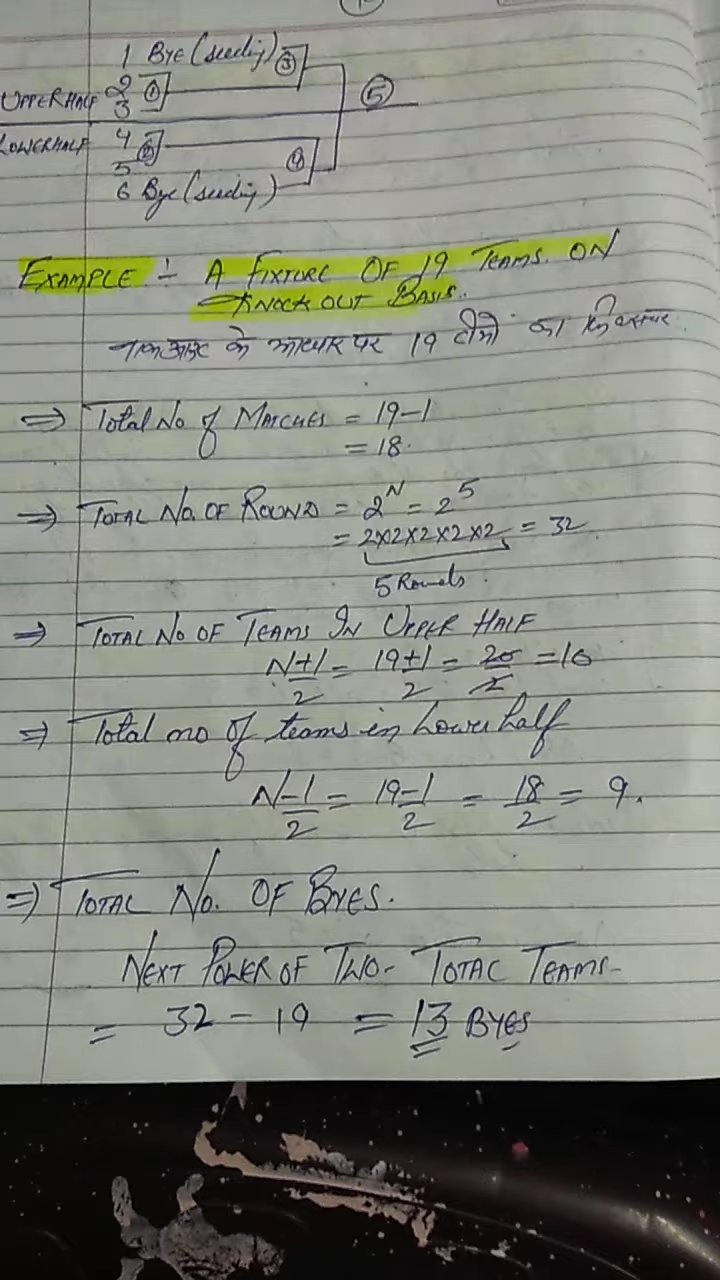 1 Bye (seeding) 3
2 1
UPPER HALF 3
5
LOWER HALF 4
5
4
6 Bye (seeding)
EXAMPLE :- A FIXTURE OF 19 TEAMS. ON
KNOCK OUT BASIS.
नाकआउट के आधार पर 19 टीमो का फिक्सचर
⇒ Total No of MATCHES = 19-1
= 18.
⇒ TOTAL NO. OF ROUND = 2^N = 2^5
= 2×2×2×2×2 = 32
5 Rounds.
⇒ TOTAL NO OF TEAMS IN UPPER HALF
N+1/2 = 19+1/2 = 20/2 = 10
⇒ Total no of teams in Lower half
N-1/2 = 19-1/2 = 18/2 = 9.
⇒ TOTAL NO. OF BYES.
NEXT POWER OF TWO - TOTAL TEAMS-
= 32 - 19 = 13 BYES